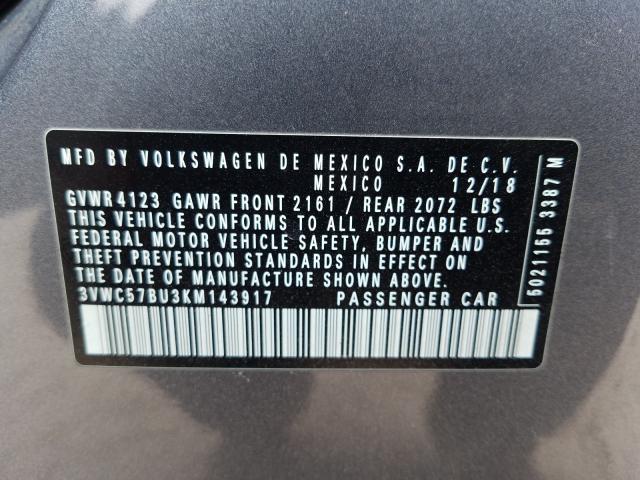 MFD BY VOLKSWAGEN DE MEXICO S.A. DE C.V.
MEXICO 12/18
GVWR 4123 GAWR FRONT 2161 / REAR 2072 LBS
THIS VEHICLE CONFORMS TO ALL APPLICABLE U.S.
FEDERAL MOTOR VEHICLE SAFETY, BUMPER AND
THEFT PREVENTION STANDARDS IN EFFECT ON
THE DATE OF MANUFACTURE SHOWN ABOVE.
3VWC57BU3KM143917 PASSENGER CAR
5021155 3387 M